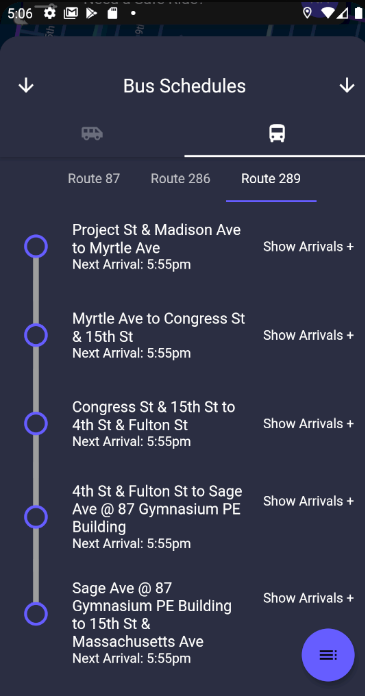 5:06
Need a Safe Ride?
Bus Schedules
Route 87 Route 286 Route 289
Project St & Madison Ave
to Myrtle Ave
Next Arrival: 5:55pm
Show Arrivals +
Myrtle Ave to Congress St
& 15th St
Next Arrival: 5:55pm
Show Arrivals +
Congress St & 15th St to
4th St & Fulton St
Next Arrival: 5:55pm
Show Arrivals +
4th St & Fulton St to Sage
Ave @ 87 Gymnasium PE
Building
Next Arrival: 5:55pm
Show Arrivals +
Sage Ave @ 87
Gymnasium PE Building
to 15th St &
Massachusetts Ave
Next Arrival: 5:55pm
Show Arrivals +